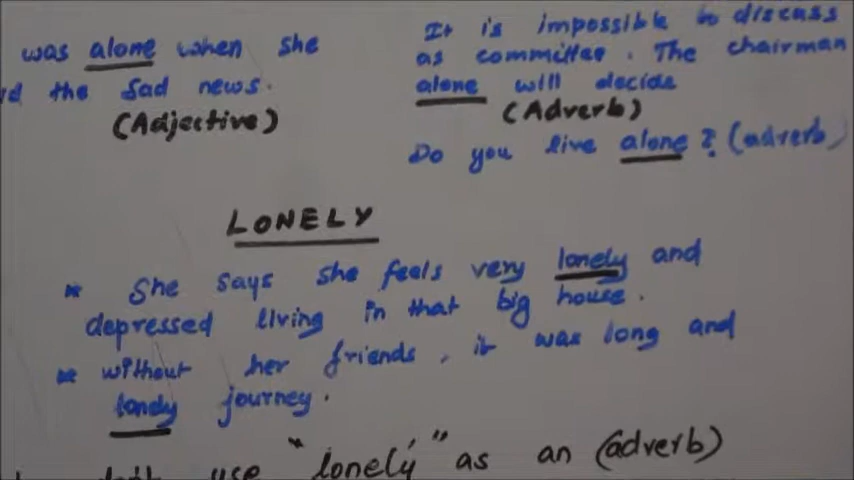 was alone when she
the sad news.
(Adjective)
It is impossible to discuss
as committee. The chairman
alone will decide
(Adverb)
Do you live alone? (adverb)
LONELY
* She says she feels very lonely and
depressed living in that big house.
* without her friends, it was long and
lonely journey.
use "lonely" as an (adverb)